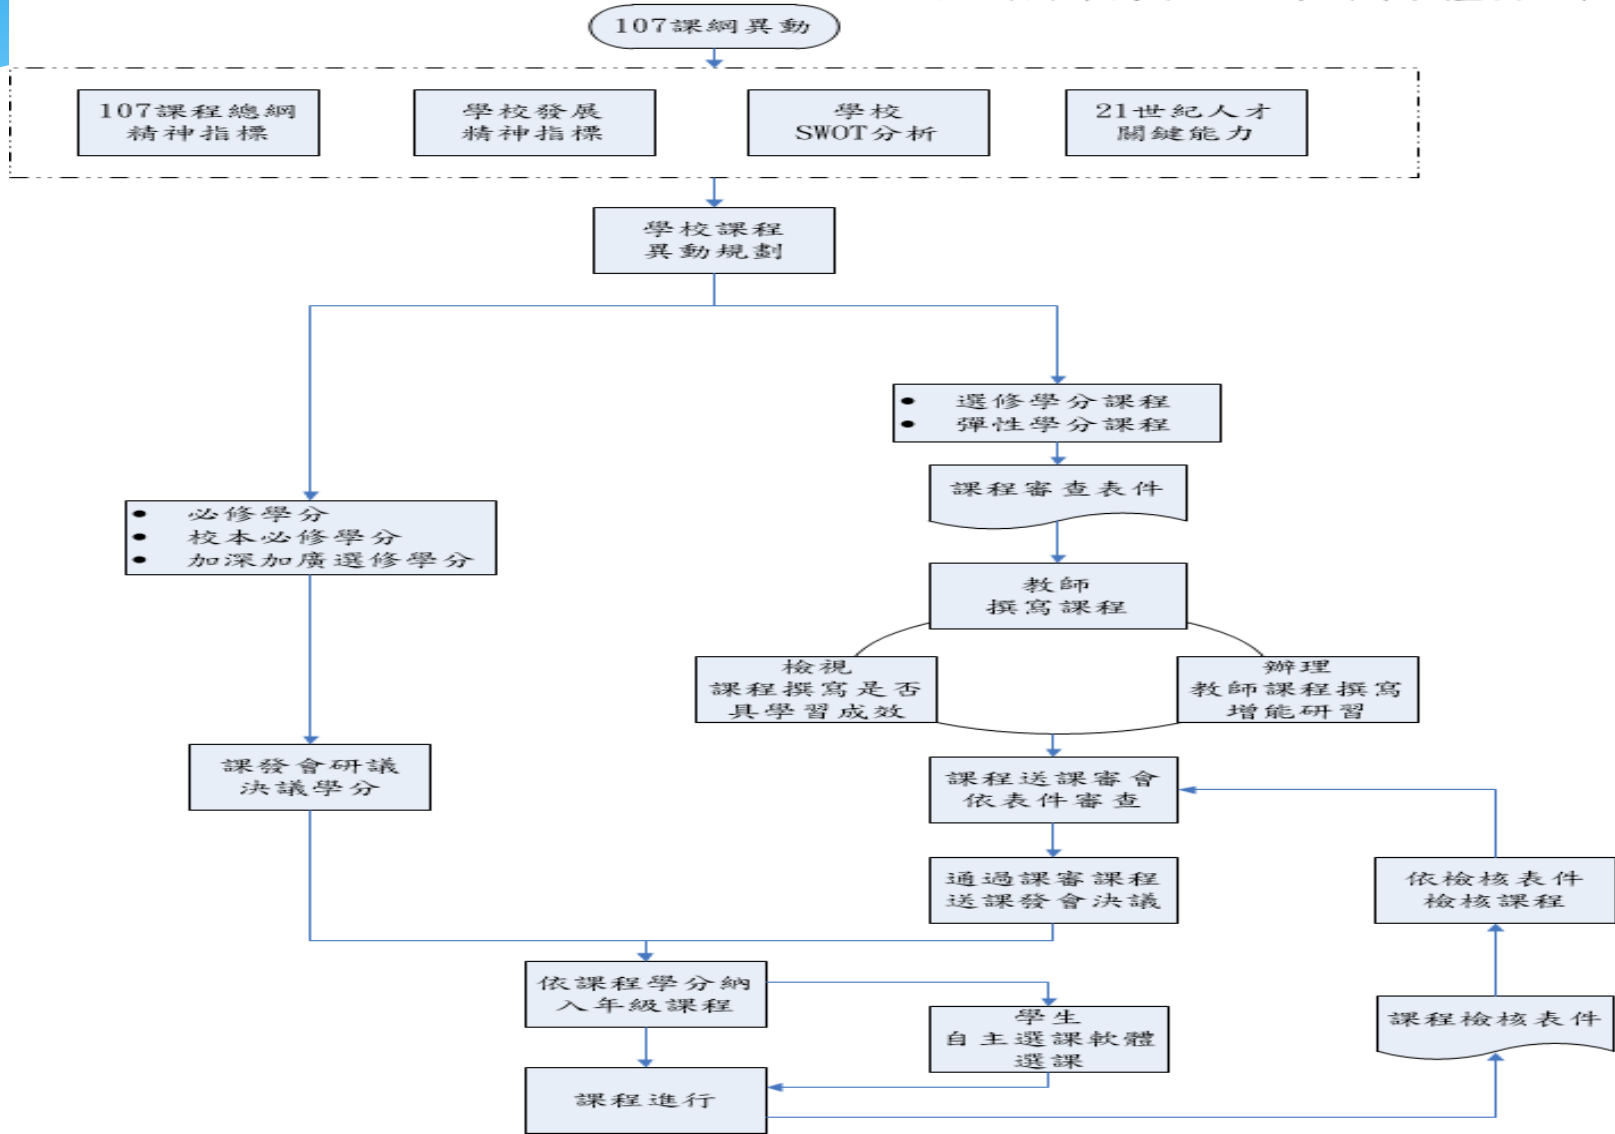 107課綱異動
107課程總綱
精神指標
學校發展
精神指標
學校
SWOT分析
21世紀人才
關鍵能力
學校課程
異動規劃
• 選修學分課程
• 彈性學分課程
課程審查表件
• 必修學分
• 校本必修學分
• 加深加廣選修學分
教師
撰寫課程
檢視
課程撰寫是否
具學習成效
辦理
教師課程撰寫
增能研習
課發會研議
決議學分
課程送課審會
依表件審查
通過課審課程
送課發會決議
依檢核表件
檢核課程
依課程學分納
入年級課程
學生
自主選課軟體
選課
課程檢核表件
課程進行